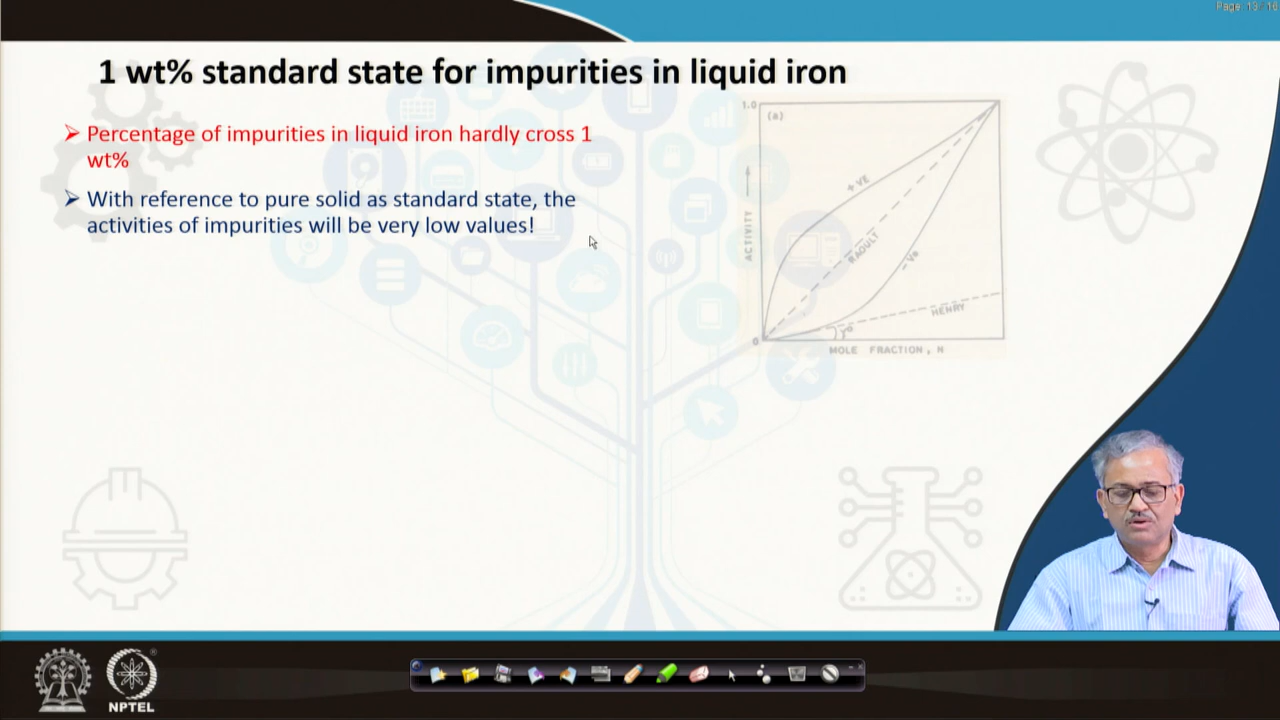 Page 13/16
1 wt% standard state for impurities in liquid iron
➢ Percentage of impurities in liquid iron hardly cross 1
wt%
➢ With reference to pure solid as standard state, the
activities of impurities will be very low values!
1.0
(a)
+ VE
RAOULT
- Ve
HENRY
γ°
ACTIVITY
0
MOLE FRACTION, N
NPTEL